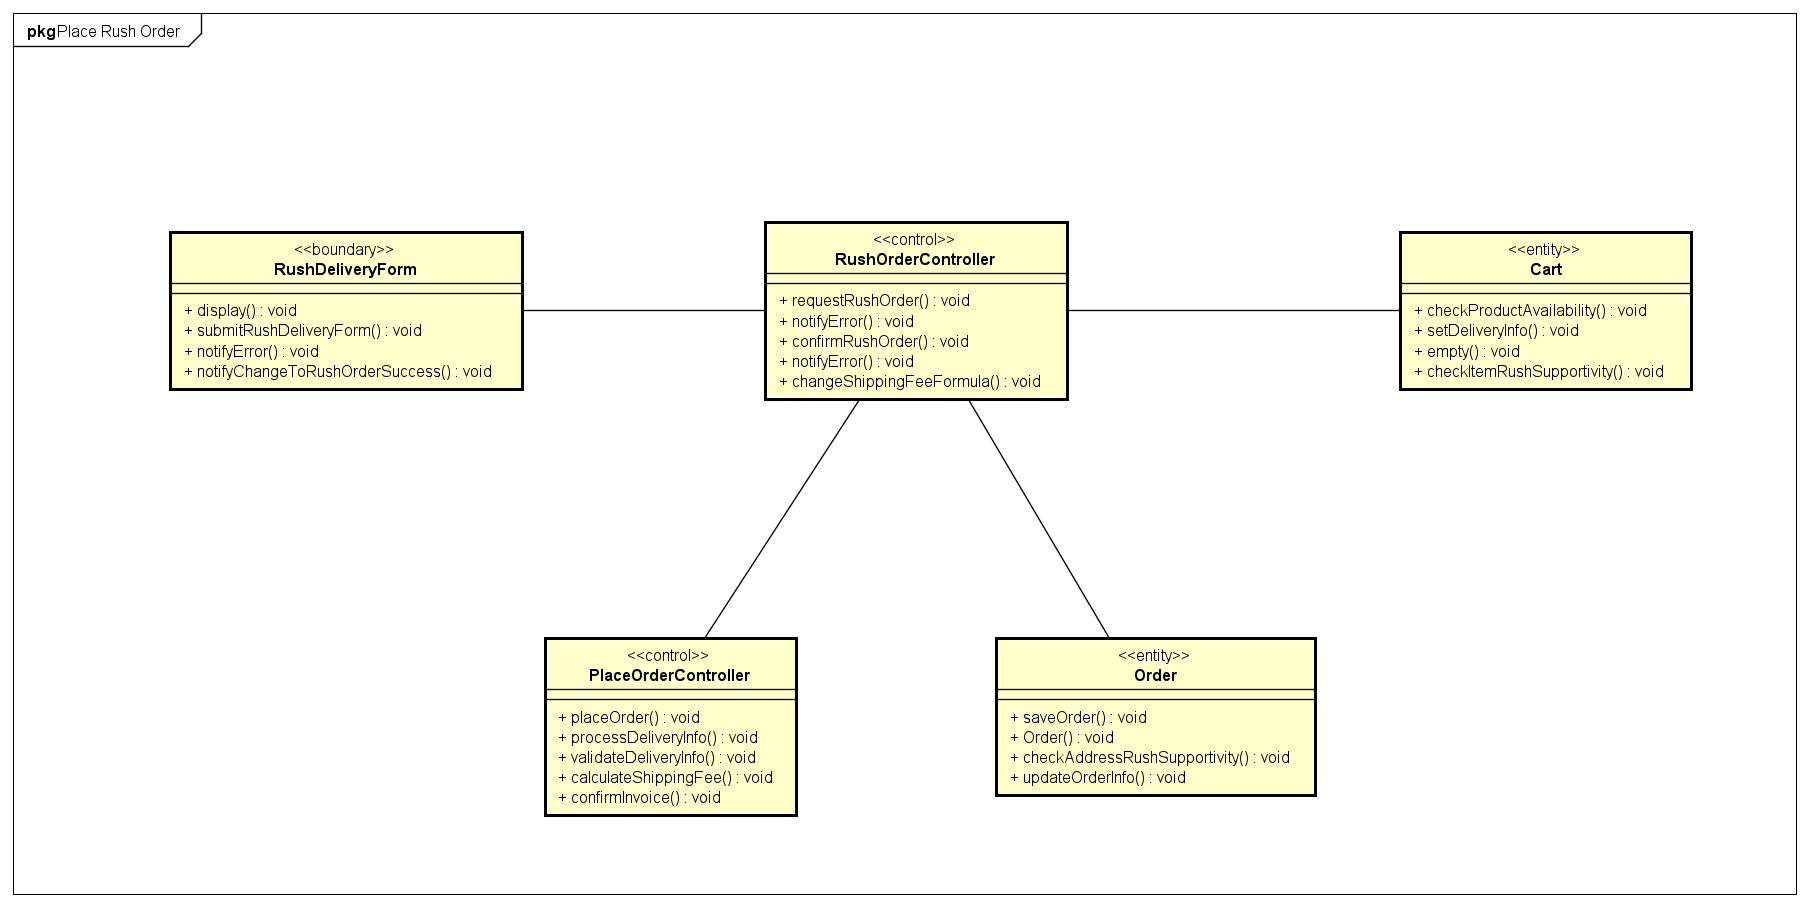 pkgPlace Rush Order
<<boundary>>
RushDeliveryForm
+ display() : void
+ submitRushDeliveryForm() : void
+ notifyError() : void
+ notifyChangeToRushOrderSuccess() : void
<<control>>
RushOrderController
+ requestRushOrder() : void
+ notifyError() : void
+ confirmRushOrder() : void
+ notifyError() : void
+ changeShippingFeeFormula() : void
<<entity>>
Cart
+ checkProductAvailability() : void
+ setDeliveryInfo() : void
+ empty() : void
+ checkItemRushSupportivity() : void
<<control>>
PlaceOrderController
+ placeOrder() : void
+ processDeliveryInfo() : void
+ validateDeliveryInfo() : void
+ calculateShippingFee() : void
+ confirmInvoice() : void
<<entity>>
Order
+ saveOrder() : void
+ Order() : void
+ checkAddressRushSupportivity() : void
+ updateOrderInfo() : void